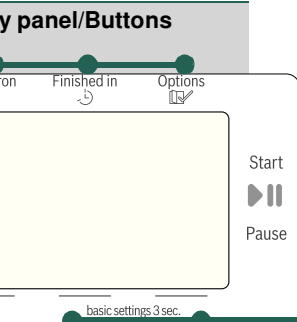 y panel/Buttons
ron Finished in Options
Start
Pause
basic settings 3 sec.